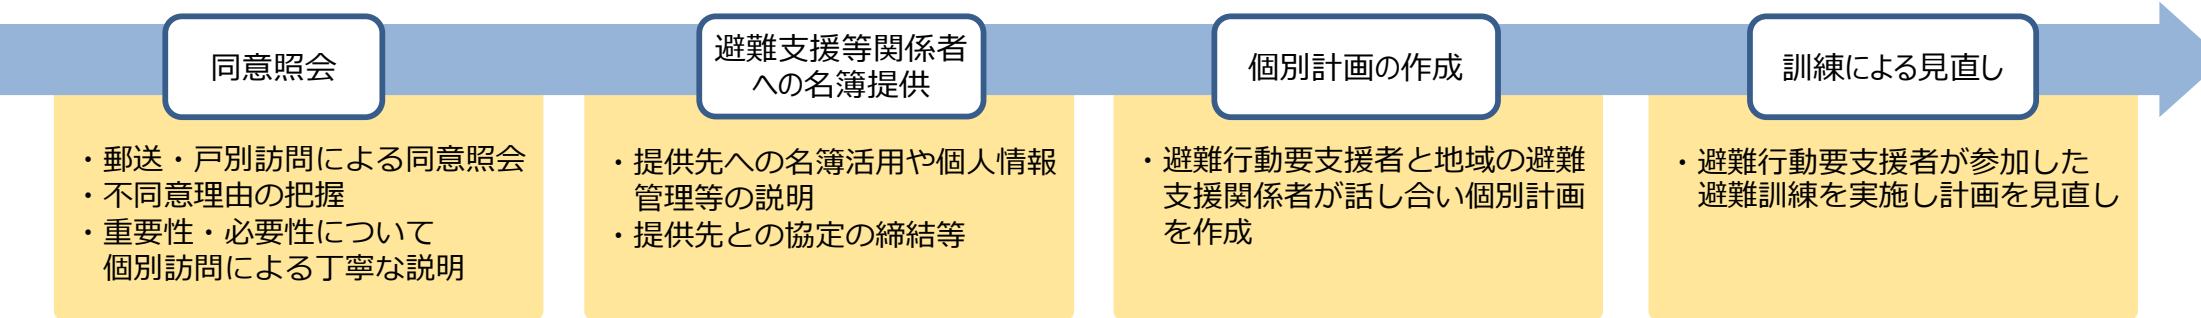 同意照会
・郵送・戸別訪問による同意照会
・不同意理由の把握
・重要性・必要性について
個別訪問による丁寧な説明
避難支援等関係者
への名簿提供
・提供先への名簿活用や個人情報
管理等の説明
・提供先との協定の締結等
個別計画の作成
・避難行動要支援者と地域の避難
支援関係者が話し合い個別計画
を作成
訓練による見直し
・避難行動要支援者が参加した
避難訓練を実施し計画を見直し